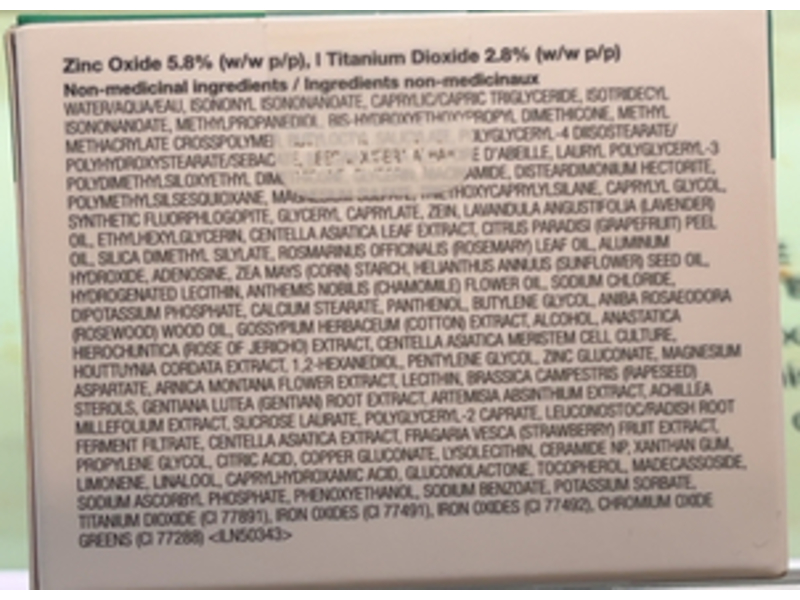 Zinc Oxide 5.8% (w/w p/p), I Titanium Dioxide 2.8% (w/w p/p)
Non-medicinal ingredients / Ingredients non-medicinaux
WATER/AQUA/EAU, ISONONYL ISONONANOATE, CAPRYLIC/CAPRIC TRIGLYCERIDE, ISOTRIDECYL
ISONONANOATE, METHYLPROPANEDIOL, BIS-HYDROXYETHOXYPROPYL DIMETHICONE, METHYL
METHACRYLATE CROSSPOLYMER, BUTYLOCTYL SALICYLATE, POLYGLYCERYL-4 DIISOSTEARATE/
POLYHYDROXYSTEARATE/SEBACATE, D'ABEILLE, LAURYL POLYGLYCERYL-3
POLYDIMETHYLSILOXYETHYL DISTEARDIMONIUM HECTORITE,
POLYMETHYLSILSESQUIOXANE, MAGNESIUM SULFATE, TRIETHOXYCAPRYLYLSILANE, CAPRYLYL GLYCOL,
SYNTHETIC FLUORPHLOGOPITE, GLYCERYL CAPRYLATE, ZEIN, LAVANDULA ANGUSTIFOLIA (LAVENDER)
OIL, ETHYLHEXYLGLYCERIN, CENTELLA ASIATICA LEAF EXTRACT, CITRUS PARADISI (GRAPEFRUIT) PEEL
OIL, SILICA DIMETHYL SILYLATE, ROSMARINUS OFFICINALIS (ROSEMARY) LEAF OIL, ALUMINUM
HYDROXIDE, ADENOSINE, ZEA MAYS (CORN) STARCH, HELIANTHUS ANNUUS (SUNFLOWER) SEED OIL,
HYDROGENATED LECITHIN, ANTHEMIS NOBILIS (CHAMOMILE) FLOWER OIL, SODIUM CHLORIDE,
DIPOTASSIUM PHOSPHATE, CALCIUM STEARATE, PANTHENOL, BUTYLENE GLYCOL, ANIBA ROSAEODORA
(ROSEWOOD) WOOD OIL, GOSSYPIUM HERBACEUM (COTTON) EXTRACT, ALCOHOL, ANASTATICA
HIEROCHUNTICA (ROSE OF JERICHO) EXTRACT, CENTELLA ASIATICA MERISTEM CELL CULTURE,
HOUTTUYNIA CORDATA EXTRACT, 1,2-HEXANEDIOL, PENTYLENE GLYCOL, ZINC GLUCONATE, MAGNESIUM
ASPARTATE, ARNICA MONTANA FLOWER EXTRACT, LECITHIN, BRASSICA CAMPESTRIS (RAPESEED)
STEROLS, GENTIANA LUTEA (GENTIAN) ROOT EXTRACT, ARTEMISIA ABSINTHIUM EXTRACT, ACHILLEA
MILLEFOLIUM EXTRACT, SUCROSE LAURATE, POLYGLYCERYL-2 CAPRATE, LEUCONOSTOC/RADISH ROOT
FERMENT FILTRATE, CENTELLA ASIATICA EXTRACT, FRAGARIA VESCA (STRAWBERRY) FRUIT EXTRACT,
PROPYLENE GLYCOL, CITRIC ACID, COPPER GLUCONATE, LYSOLECITHIN, CERAMIDE NP, XANTHAN GUM,
LIMONENE, LINALOOL, CAPRYLHYDROXAMIC ACID, GLUCONOLACTONE, TOCOPHEROL, MADECASSOSIDE,
SODIUM ASCORBYL PHOSPHATE, PHENOXYETHANOL, SODIUM BENZOATE, POTASSIUM SORBATE,
TITANIUM DIOXIDE (CI 77891), IRON OXIDES (CI 77491), IRON OXIDES (CI 77492), CHROMIUM OXIDE
GREENS (CI 77288) <ILN50343>